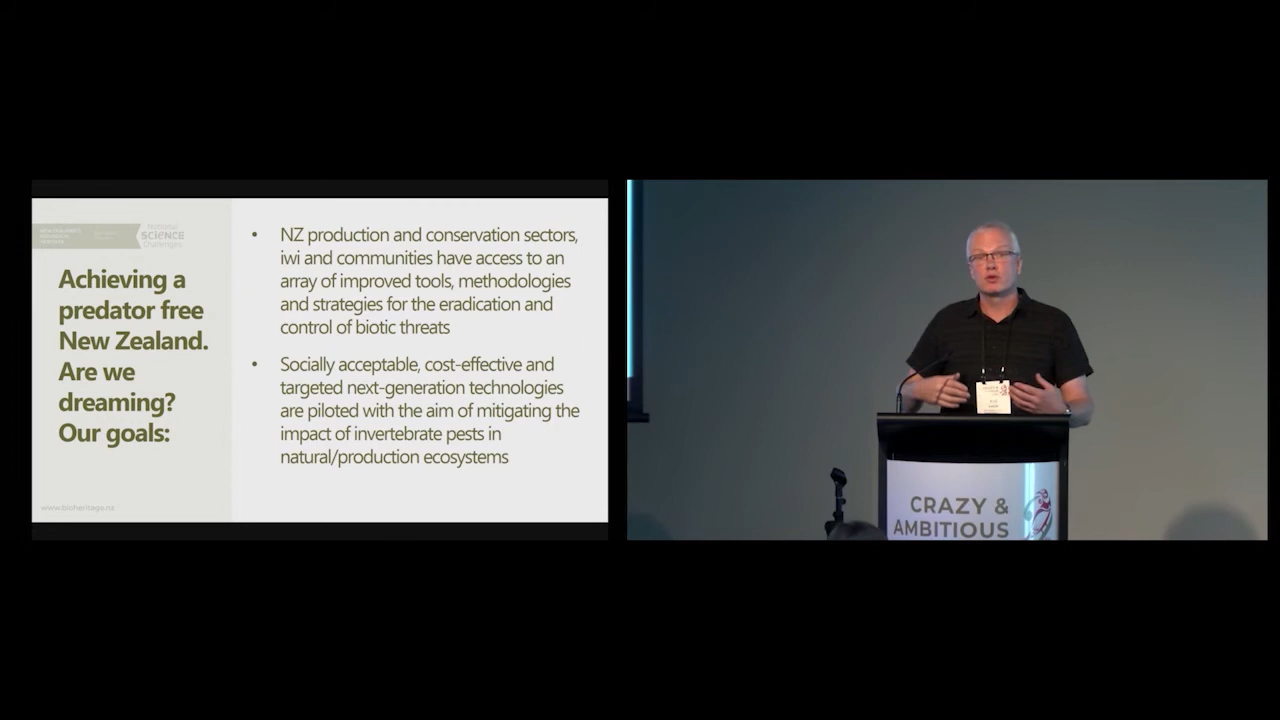 National
SCIENCE
Challenges
Achieving a
predator free
New Zealand.
Are we
dreaming?
Our goals:
www.bioheritage.nz
• NZ production and conservation sectors,
iwi and communities have access to an
array of improved tools, methodologies
and strategies for the eradication and
control of biotic threats
• Socially acceptable, cost-effective and
targeted next-generation technologies
are piloted with the aim of mitigating the
impact of invertebrate pests in
natural/production ecosystems
CRAZY &
AMBITIOUS